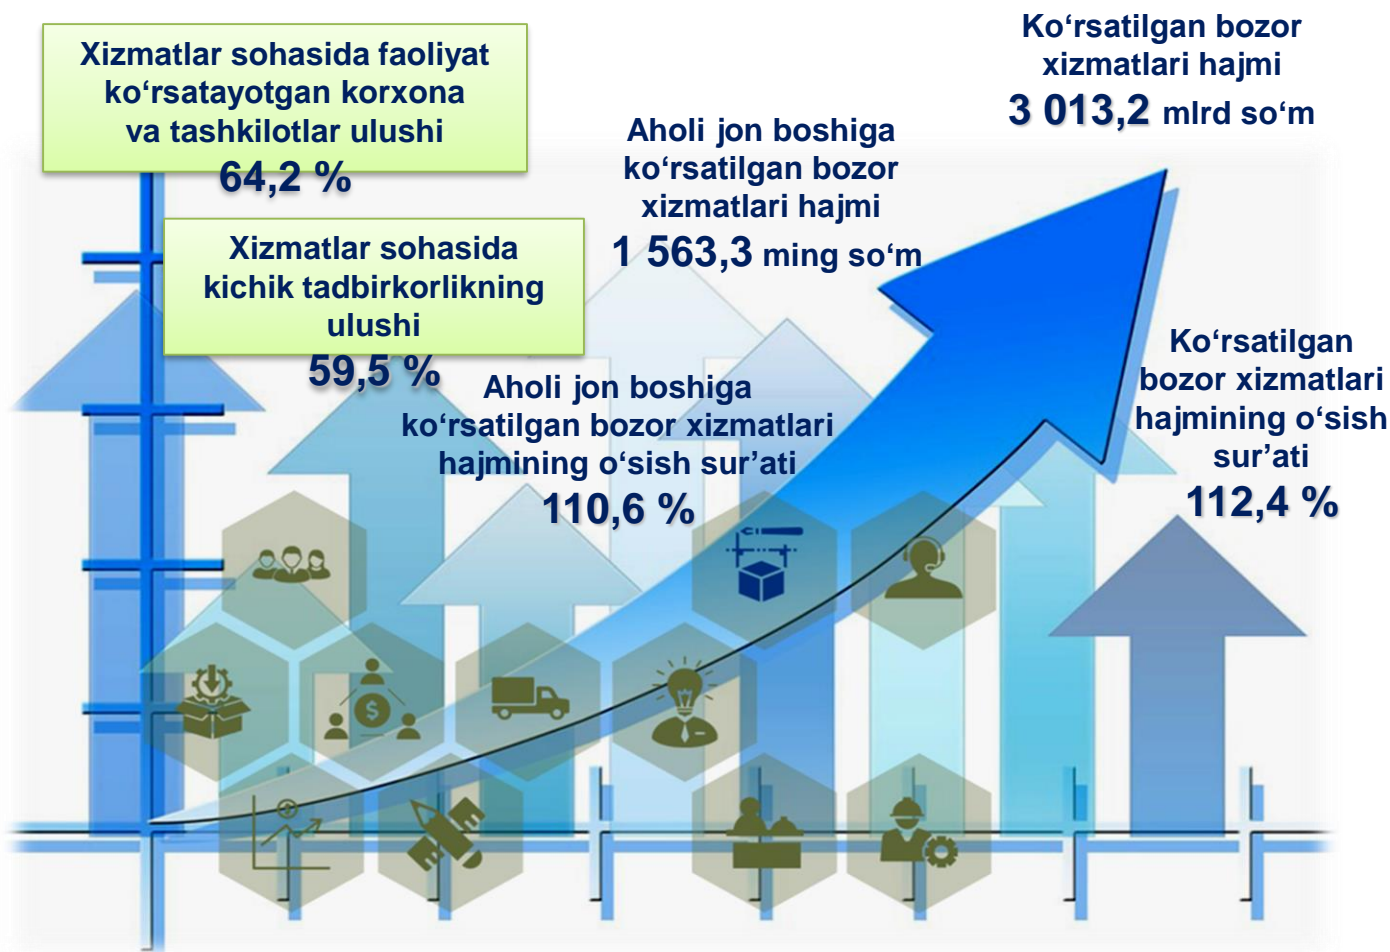 Xizmatlar sohasida faoliyat
ko‘rsatayotgan korxona
va tashkilotlar ulushi
64,2 %
Xizmatlar sohasida
kichik tadbirkorlikning
ulushi
59,5 %
Aholi jon boshiga
ko‘rsatilgan bozor
xizmatlari hajmi
1 563,3 ming so‘m
Ko‘rsatilgan bozor
xizmatlari hajmi
3 013,2 mlrd so‘m
Aholi jon boshiga
ko‘rsatilgan bozor xizmatlari
hajmining o‘sish sur’ati
110,6 %
Ko‘rsatilgan
bozor xizmatlari
hajmining o‘sish
sur’ati
112,4 %